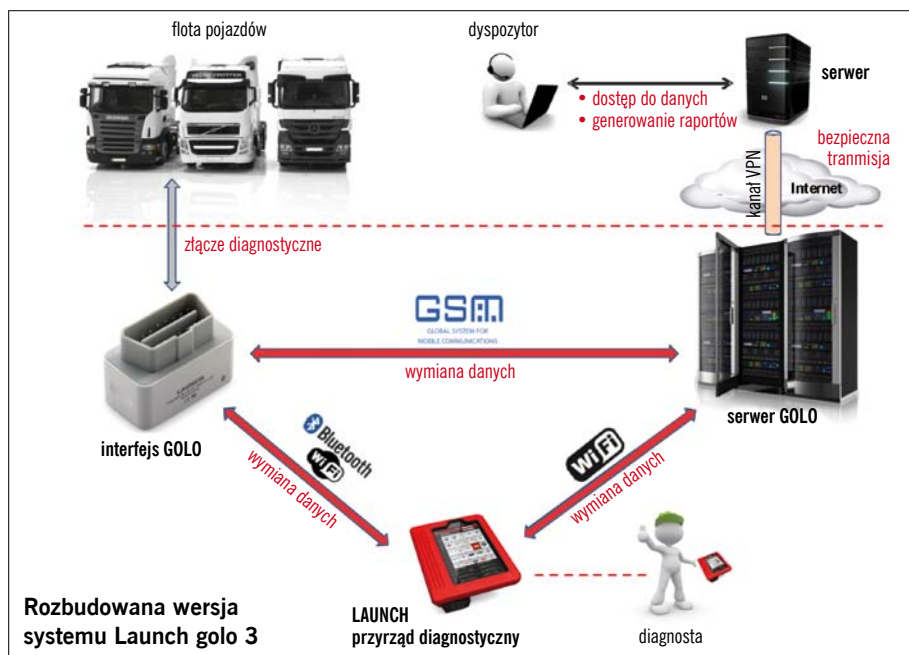 flota pojazdów
dyspozytor
serwer
• dostęp do danych
• generowanie raportów
bezpieczna
tranmisja
kanał VPN
Internet
złącze diagnostyczne
GSM
GLOBAL SYSTEM FOR
MOBILE COMMUNICATIONS
wymiana danych
LAUNCH
interfejs GOLO
serwer GOLO
Bluetooth
WiFi
wymiana danych
WiFi
wymiana danych
LAUNCH
przyrząd diagnostyczny
diagnosta
Rozbudowana wersja
systemu Launch golo 3